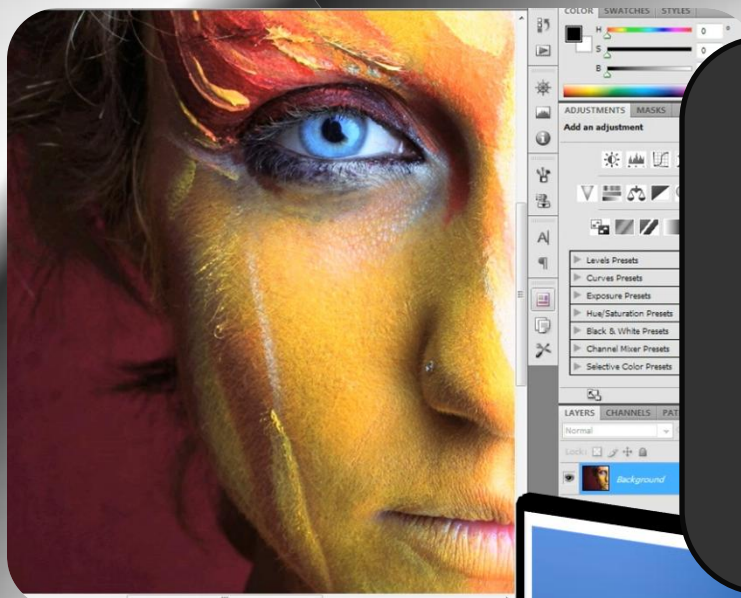 COLOR SWATCHES STYLES
H 0 °
S 0
B
ADJUSTMENTS MASKS
Add an adjustment
Levels Presets
Curves Presets
Exposure Presets
Hue/Saturation Presets
Black & White Presets
Channel Mixer Presets
Selective Color Presets
LAYERS CHANNELS PAT
Normal
Lock:
Background